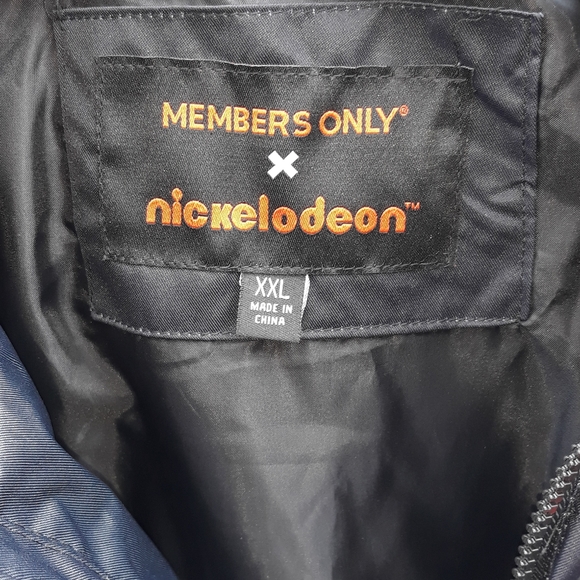 MEMBERS ONLY®
×
nickelodeon™
XXL
MADE IN
CHINA